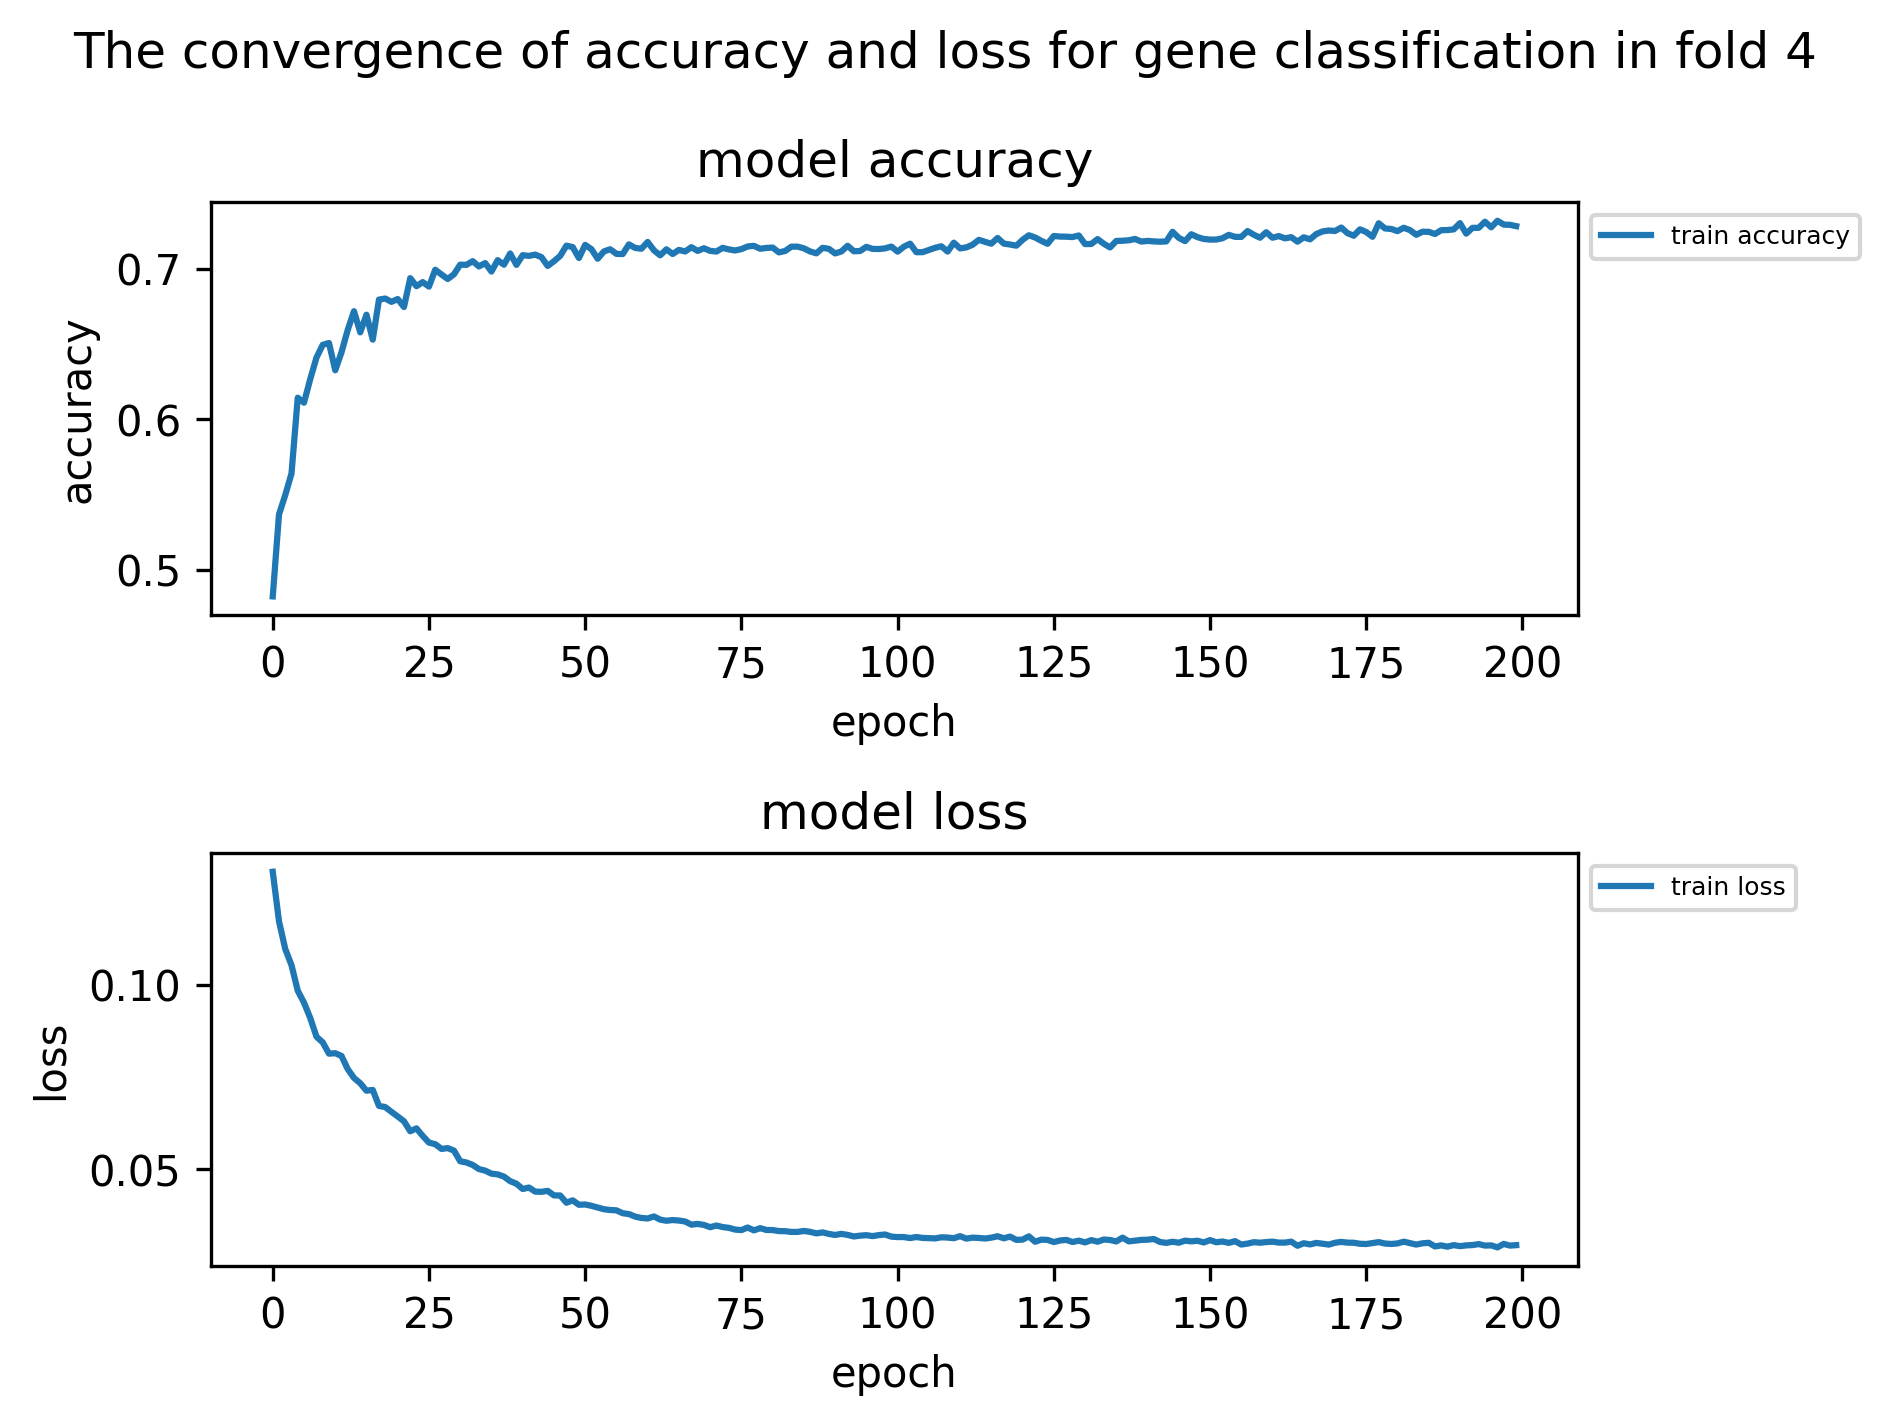 The convergence of accuracy and loss for gene classification in fold 4
model accuracy
train accuracy
0.7
0.6
0.5
accuracy
0 25 50 75 100 125 150 175 200
epoch
model loss
train loss
0.10
0.05
loss
0 25 50 75 100 125 150 175 200
epoch